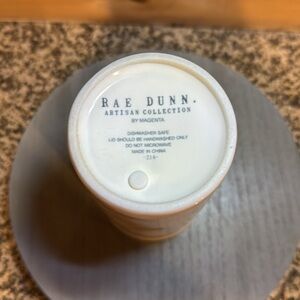 RAE DUNN.
ARTISAN COLLECTION
BY MAGENTA
DISHWASHER SAFE
LID SHOULD BE HANDWASHED ONLY
DO NOT MICROWAVE
MADE IN CHINA
-214-